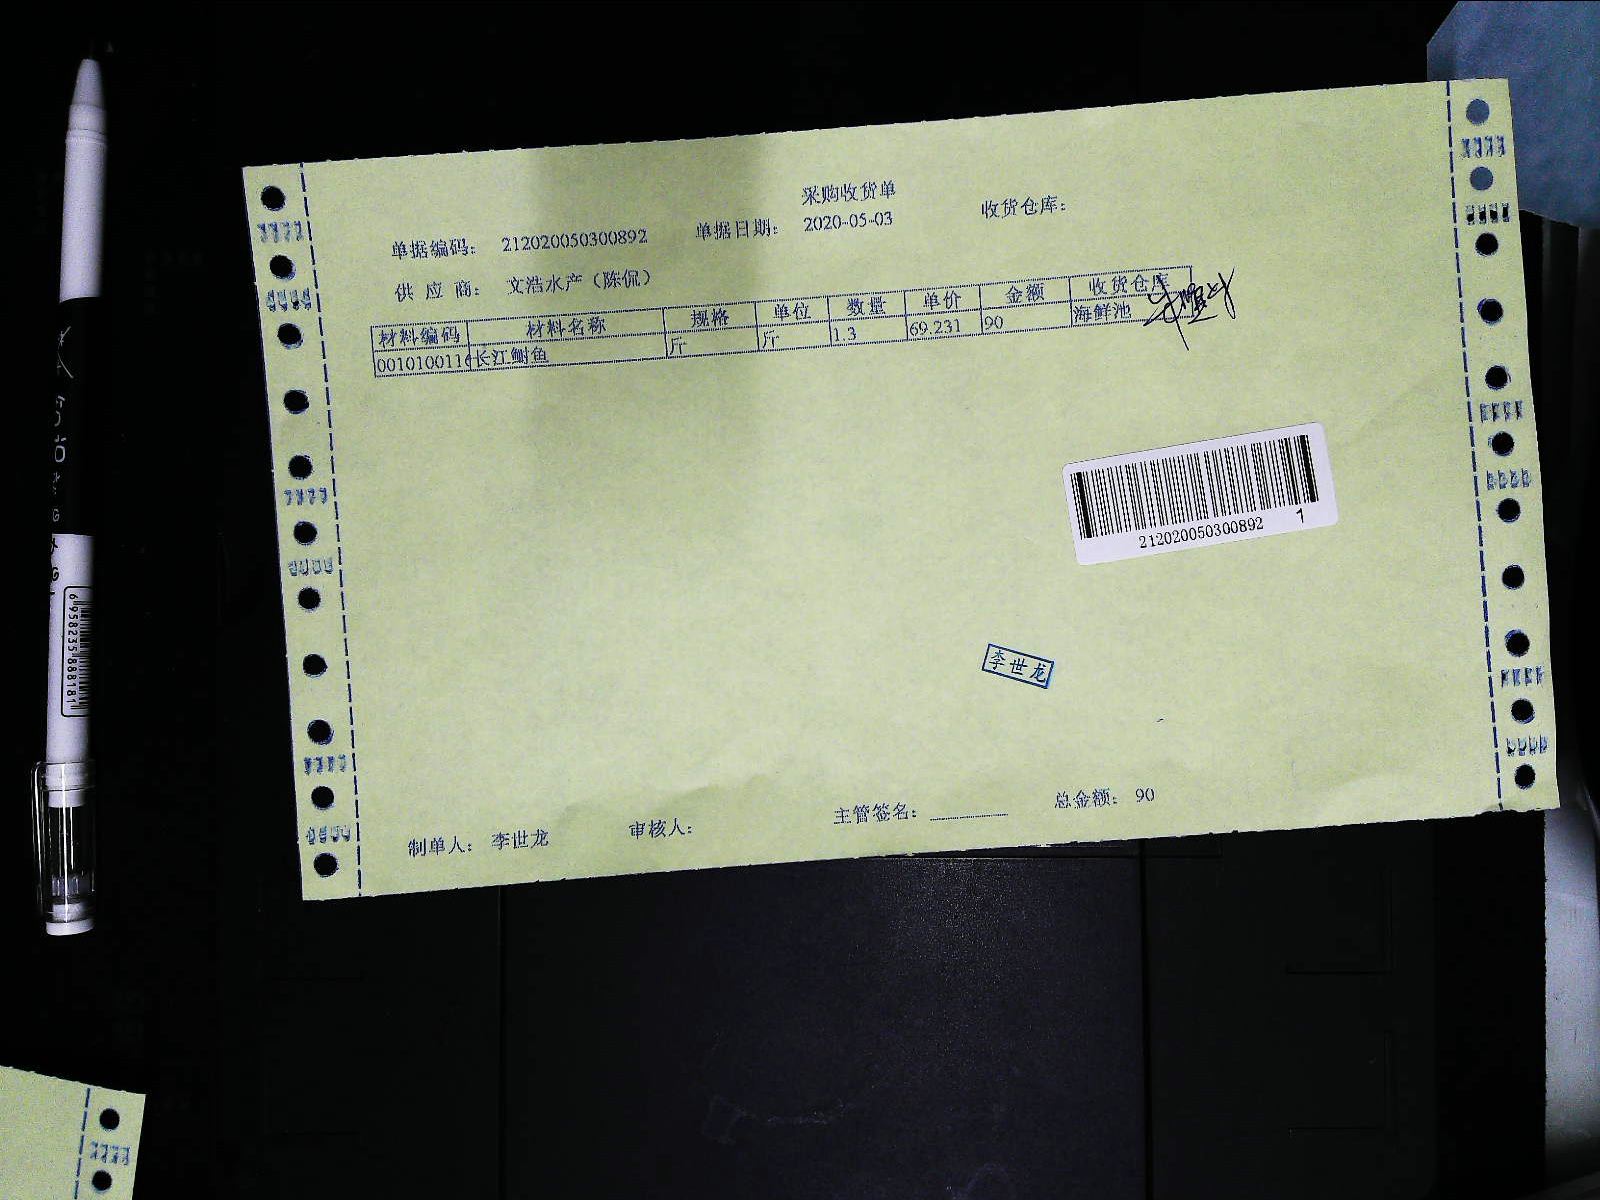 采购收货单
单据编码： 212020050300892 单据日期： 2020-05-03 收货仓库：
供 应 商： 文浩水产（陈侃）
材料编码 材料名称 规格 单位 数量 单价 金额 收货仓库
0010100116 长江鲥鱼 斤 斤 1.3 69.231 90 海鲜池
212020050300892 1
李世龙
制单人： 李世龙 审核人： 主管签名： 总金额： 90
6958235888181